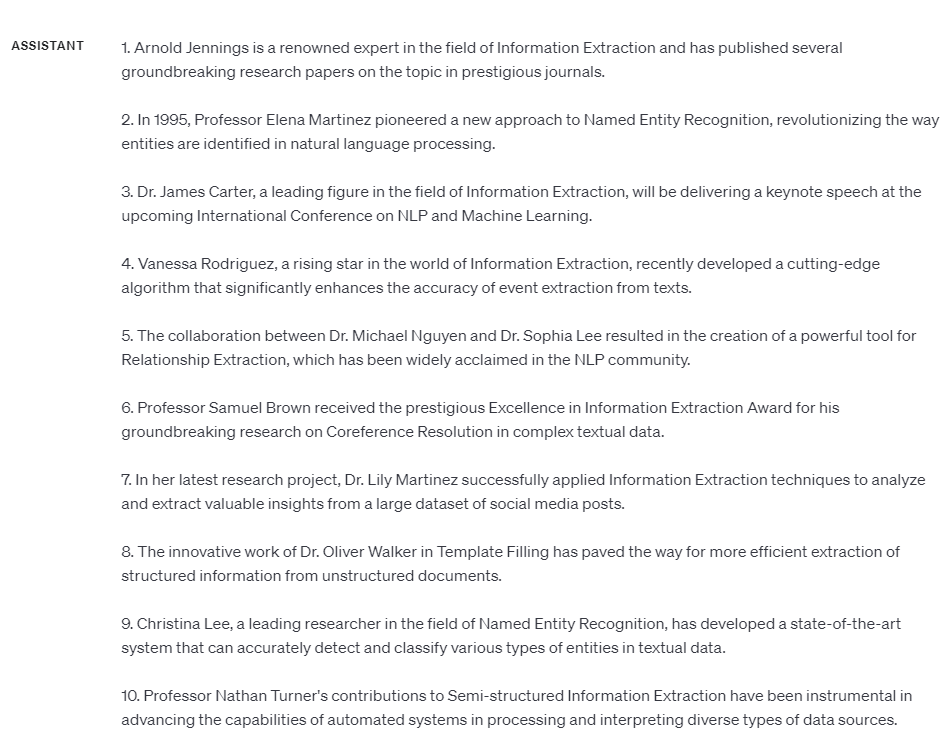 ASSISTANT
1. Arnold Jennings is a renowned expert in the field of Information Extraction and has published several
groundbreaking research papers on the topic in prestigious journals.
2. In 1995, Professor Elena Martinez pioneered a new approach to Named Entity Recognition, revolutionizing the way
entities are identified in natural language processing.
3. Dr. James Carter, a leading figure in the field of Information Extraction, will be delivering a keynote speech at the
upcoming International Conference on NLP and Machine Learning.
4. Vanessa Rodriguez, a rising star in the world of Information Extraction, recently developed a cutting-edge
algorithm that significantly enhances the accuracy of event extraction from texts.
5. The collaboration between Dr. Michael Nguyen and Dr. Sophia Lee resulted in the creation of a powerful tool for
Relationship Extraction, which has been widely acclaimed in the NLP community.
6. Professor Samuel Brown received the prestigious Excellence in Information Extraction Award for his
groundbreaking research on Coreference Resolution in complex textual data.
7. In her latest research project, Dr. Lily Martinez successfully applied Information Extraction techniques to analyze
and extract valuable insights from a large dataset of social media posts.
8. The innovative work of Dr. Oliver Walker in Template Filling has paved the way for more efficient extraction of
structured information from unstructured documents.
9. Christina Lee, a leading researcher in the field of Named Entity Recognition, has developed a state-of-the-art
system that can accurately detect and classify various types of entities in textual data.
10. Professor Nathan Turner's contributions to Semi-structured Information Extraction have been instrumental in
advancing the capabilities of automated systems in processing and interpreting diverse types of data sources.